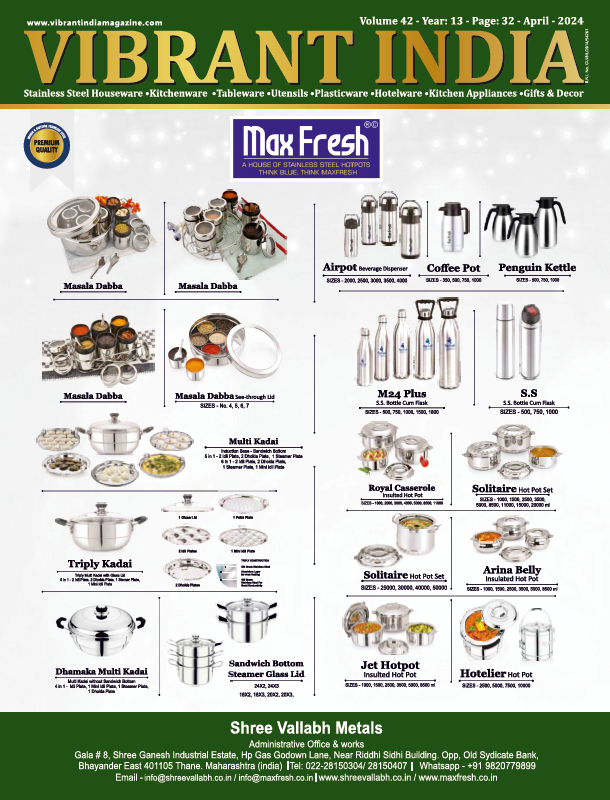 www.vibrantindiamagazine.com
Volume 42 - Year: 13 - Page: 32 - April - 2024
VIBRANT INDIA
Stainless Steel Houseware •Kitchenware •Tableware •Utensils •Plasticware •Hotelware •Kitchen Appliances •Gifts & Decor
PREMIUM
QUALITY
Max Fresh ®©
A HOUSE OF STAINLESS STEEL HOTPOTS
THINK BLUE, THINK MAXFRESH
Masala Dabba
Masala Dabba
Airpot Beverage Dispenser
SIZES - 2000, 2500, 3000, 3500, 4000
Coffee Pot
SIZES - 350, 500, 750, 1000
Penguin Kettle
SIZES - 500, 750, 1000
Masala Dabba
Masala Dabba See-through Lid
SIZES - No. 4, 5, 6, 7
M24 Plus
S.S. Bottle Cum Flask
SIZES - 500, 750, 1000, 1500, 1800
S.S
S.S. Bottle Cum Flask
SIZES - 500, 750, 1000
Multi Kadai
Induction Base - Sandwich Bottom
5 in 1 - 2 Idli Plate, 2 Dhokla Plate, 1 Steamer Plate
6 in 1 - 2 Idli Plate, 2 Dhokla Plate,
1 Steamer Plate, 1 Mini Idli Plate
Royal Casserole
Insulted Hot Pot
Solitaire Hot Pot Set
SIZES - 1000, 1500, 2500, 3500,
5000, 8500, 11000, 15000, 20000 ml
Triply Kadai
Triply Multi Kadai with Glass Lid
4 in 1 - 2 Idli Plate, 2 Dhokla Plate, 1 Steamer Plate,
1 Mini Idli Plate
1 Glass Lid
1 Patra Plate
2 Idli Plates
1 Mini Idli Plate
2 Dhokla Plates
TRIPLY CONSTRUCTION
Solitaire Hot Pot Set
SIZES - 25000, 30000, 40000, 50000
Arina Belly
Insulated Hot Pot
SIZES - 1000, 1500, 2500, 3500, 5000, 8500 ml
Dhamaka Multi Kadai
Multi Kadai without Sandwich Bottom
4 in 1 - Idli Plate, 1 Mini Idli Plate, 1 Steamer Plate,
1 Dhokla Plate
Sandwich Bottom
Steamer Glass Lid
24X2, 24X3
16X2, 18X3, 20X2, 20X3,
Jet Hotpot
Insulted Hot Pot
SIZES - 1000, 1500, 2500, 3500, 5000, 8500 ml
Hotelier Hot Pot
SIZES - 2500, 5000, 7500, 10000
Shree Vallabh Metals
Administrative Office & works
Gala # 8, Shree Ganesh Industrial Estate, Hp Gas Godown Lane, Near Riddhi Sidhi Building. Opp, Old Sydicate Bank,
Bhayander East 401105 Thane. Maharashtra (india) |Tel: 022-28150304/ 28150407 | Whatsapp - +91 9820779899
Email - info@shreevallabh.co.in / info@maxfresh.co.in | www.shreevallabh.co.in / www.maxfresh.co.in